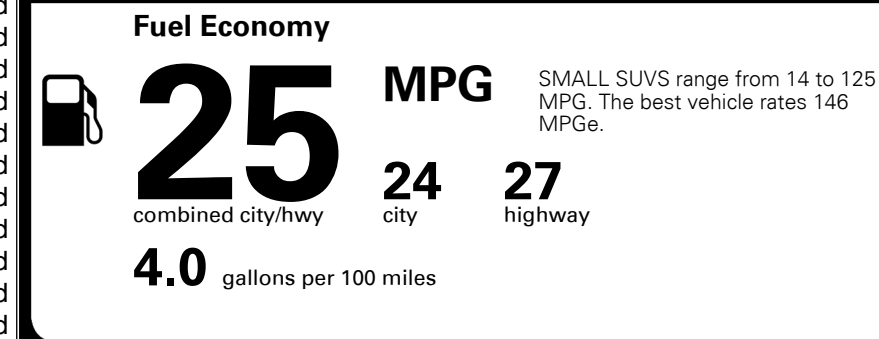 Fuel Economy
25
MPG
SMALL SUVS range from 14 to 125
MPG. The best vehicle rates 146
MPGe.
combined city/hwy
24
city
27
highway
4.0 gallons per 100 miles
d
d
d
d
d
d
d
d
d
d
d